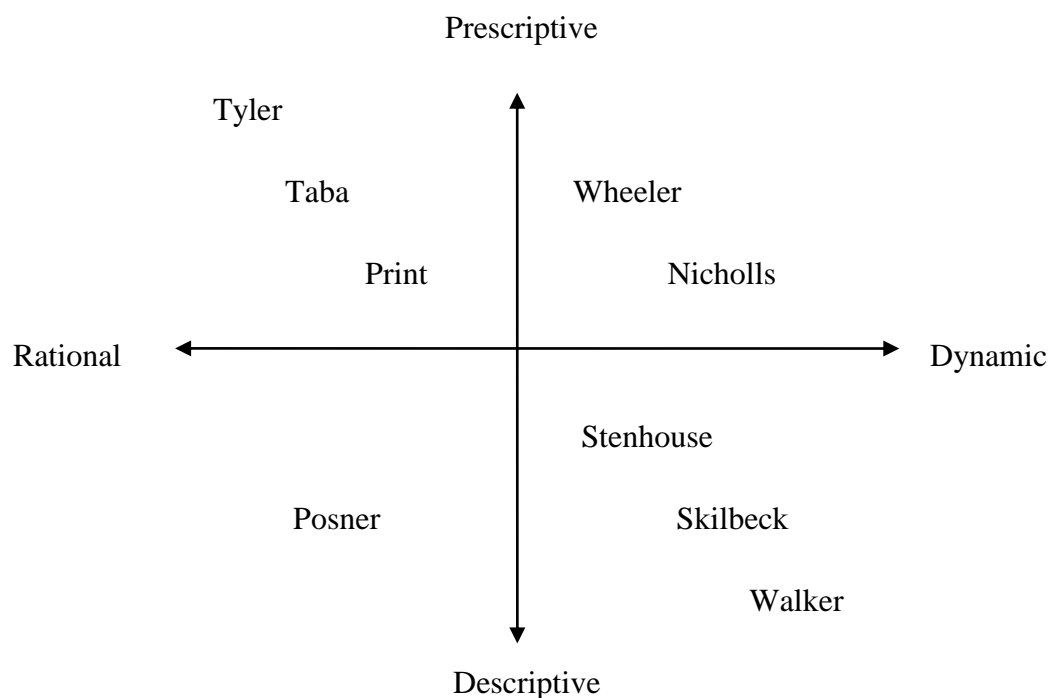 Prescriptive
Tyler
Taba Wheeler
Print Nicholls
Rational Dynamic
Stenhouse
Posner Skilbeck
Walker
Descriptive